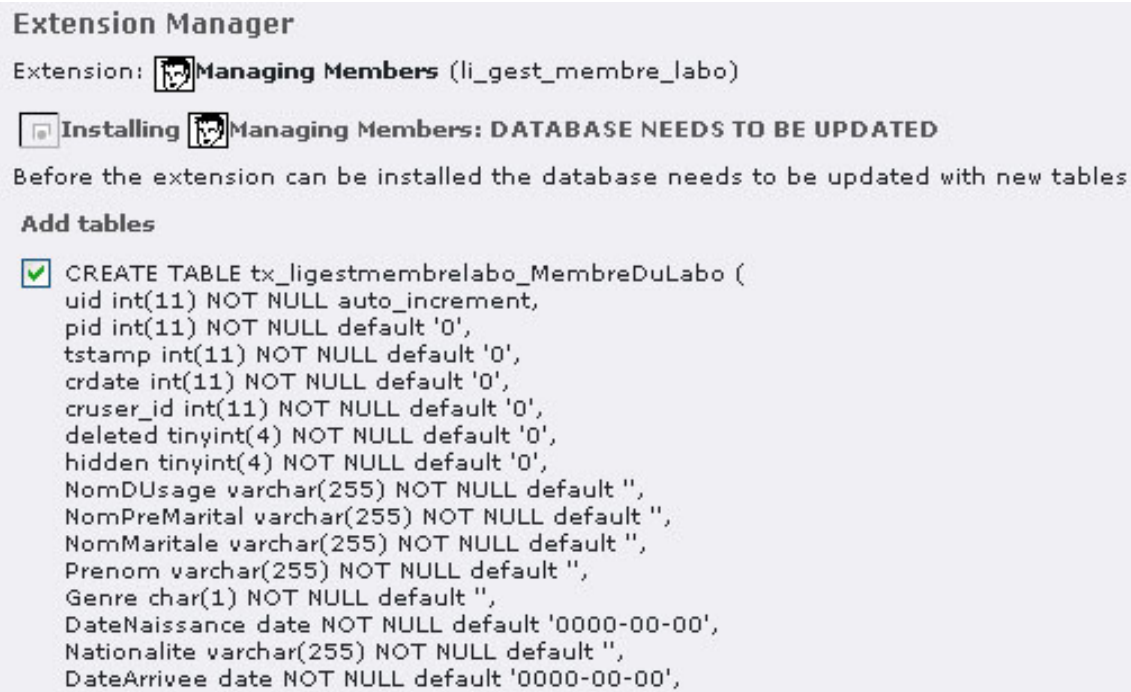 Extension Manager
Extension: Managing Members (li_gest_membre_labo)
Installing Managing Members: DATABASE NEEDS TO BE UPDATED
Before the extension can be installed the database needs to be updated with new tables
Add tables
CREATE TABLE tx_ligestmembrelabo_MembreDuLabo (
uid int(11) NOT NULL auto_increment,
pid int(11) NOT NULL default '0',
tstamp int(11) NOT NULL default '0',
crdate int(11) NOT NULL default '0',
cruser_id int(11) NOT NULL default '0',
deleted tinyint(4) NOT NULL default '0',
hidden tinyint(4) NOT NULL default '0',
NomDUsage varchar(255) NOT NULL default '',
NomPreMarital varchar(255) NOT NULL default '',
NomMaritale varchar(255) NOT NULL default '',
Prenom varchar(255) NOT NULL default '',
Genre char(1) NOT NULL default '',
DateNaissance date NOT NULL default '0000-00-00',
Nationalite varchar(255) NOT NULL default '',
DateArrivee date NOT NULL default '0000-00-00',